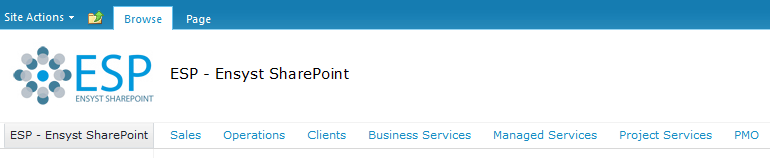 Site Actions Browse Page
ESP
ENSYST SHAREPOINT
ESP - Ensyst SharePoint
ESP - Ensyst SharePoint Sales Operations Clients Business Services Managed Services Project Services PMO